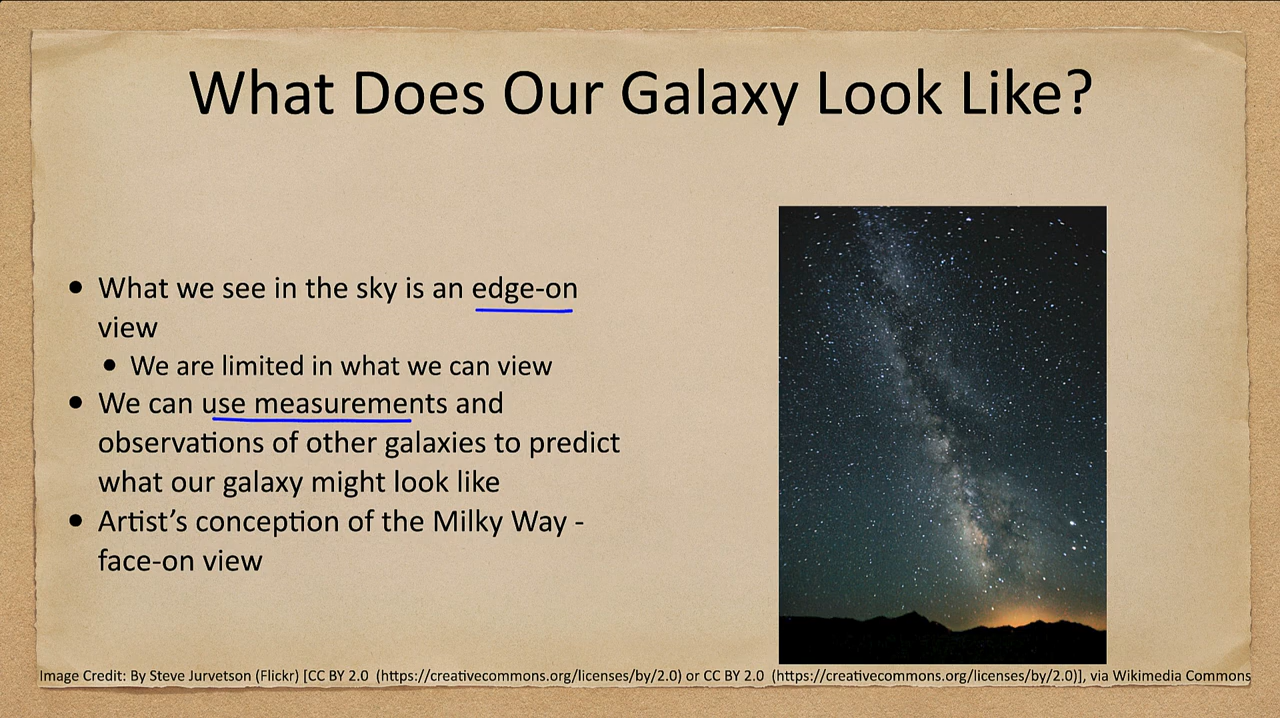 What Does Our Galaxy Look Like?
• What we see in the sky is an edge-on
view
• We are limited in what we can view
• We can use measurements and
observations of other galaxies to predict
what our galaxy might look like
• Artist’s conception of the Milky Way -
face-on view
Image Credit: By Steve Jurvetson (Flickr) [CC BY 2.0 (https://creativecommons.org/licenses/by/2.0) or CC BY 2.0 (https://creativecommons.org/licenses/by/2.0)], via Wikimedia Commons